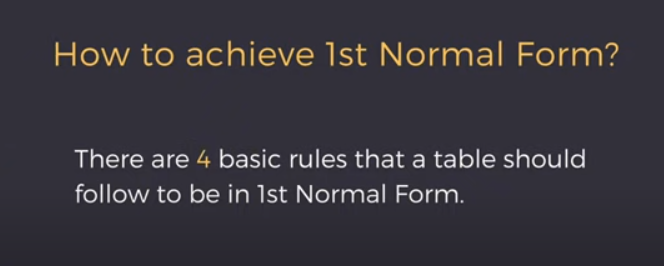 How to achieve 1st Normal Form?
There are 4 basic rules that a table should
follow to be in 1st Normal Form.